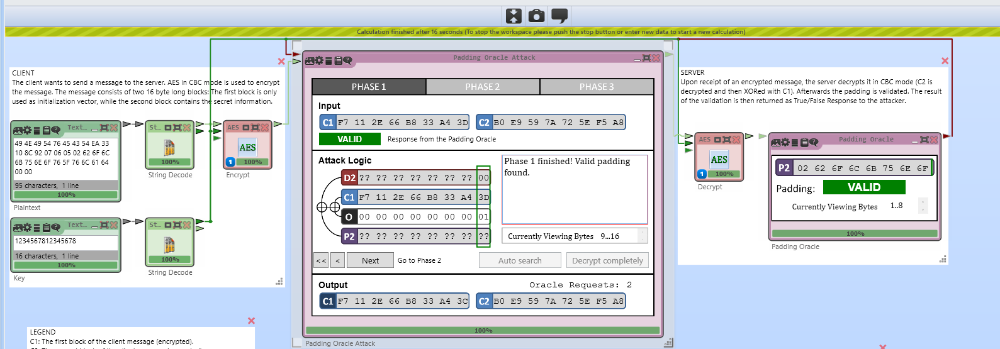 Calculation finished after 16 seconds (To stop the workspace please push the stop button or enter new data to start a new calculation)
CLIENT
The client wants to send a message to the server. AES in CBC mode is used to encrypt
the message. The message consists of two 16 byte long blocks: The first block is only
used as initialization vector, while the second block contains the secret information.
Text...
49 4E 49 54 76 45 43 54 EA 33
10 8C 92 07 06 05 02 62 6F 6C
6B 75 6E 6F 76 5F 76 6C 61 64
00 00
95 characters, 1 line
100%
Plaintext
St...
100%
String Decode
AES
AES
1
100%
Encrypt
Text...
1234567812345678
16 characters, 1 line
100%
Key
100%
String Decode
LEGEND
C1: The first block of the client message (encrypted).
Padding Oracle Attack
PHASE 1 PHASE 2 PHASE 3
Input
C1 F7 11 2E 66 B8 33 A4 3D C2 B0 E9 59 7A 72 5E F5 A8
VALID Response from the Padding Oracle
Attack Logic
D2 ?? ?? ?? ?? ?? ?? ?? 00
C1 F7 11 2E 66 B8 33 A4 3D
O 00 00 00 00 00 00 00 01
P2 ?? ?? ?? ?? ?? ?? ?? ??
Phase 1 finished! Valid padding
found.
Currently Viewing Bytes 9...16
<< < Next Go to Phase 2 Auto search Decrypt completely
Output Oracle Requests: 2
C1 F7 11 2E 66 B8 33 A4 3C C2 B0 E9 59 7A 72 5E F5 A8
100%
Padding Oracle Attack
SERVER
Upon receipt of an encrypted message, the server decrypts it in CBC mode (C2 is
decrypted and then XORed with C1). Afterwards the padding is validated. The result
of the validation is then returned as True/False Response to the attacker.
AES
AES
1
100%
Decrypt
Padding Oracle
P2 02 62 6F 6C 6B 75 6E 6F
Padding: VALID
Currently Viewing Bytes 1..8
100%
Padding Oracle